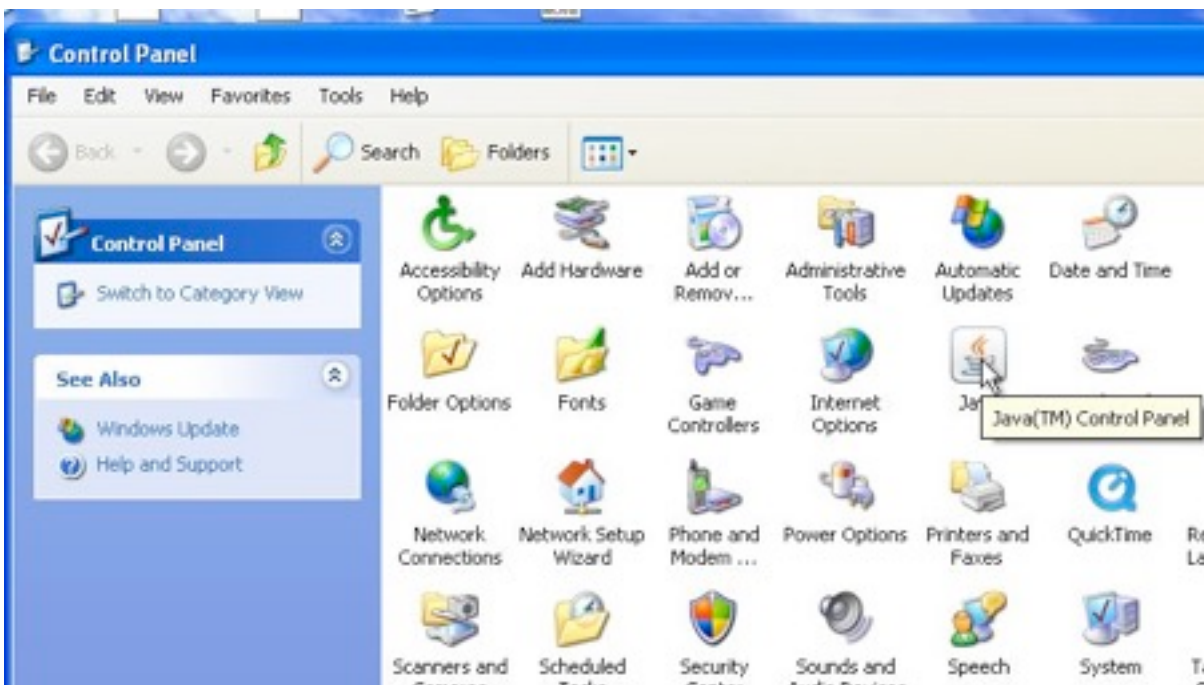 Control Panel
File Edit View Favorites Tools Help
Back Search Folders
Control Panel
Switch to Category View
See Also
Windows Update
Help and Support
Accessibility Options
Add Hardware
Add or Remov...
Administrative Tools
Automatic Updates
Date and Time
Folder Options
Fonts
Game Controllers
Internet Options
Java(TM) Control Panel
Network Connections
Network Setup Wizard
Phone and Modem ...
Power Options
Printers and Faxes
QuickTime
Scanners and
Scheduled
Security
Sounds and
Speech
System